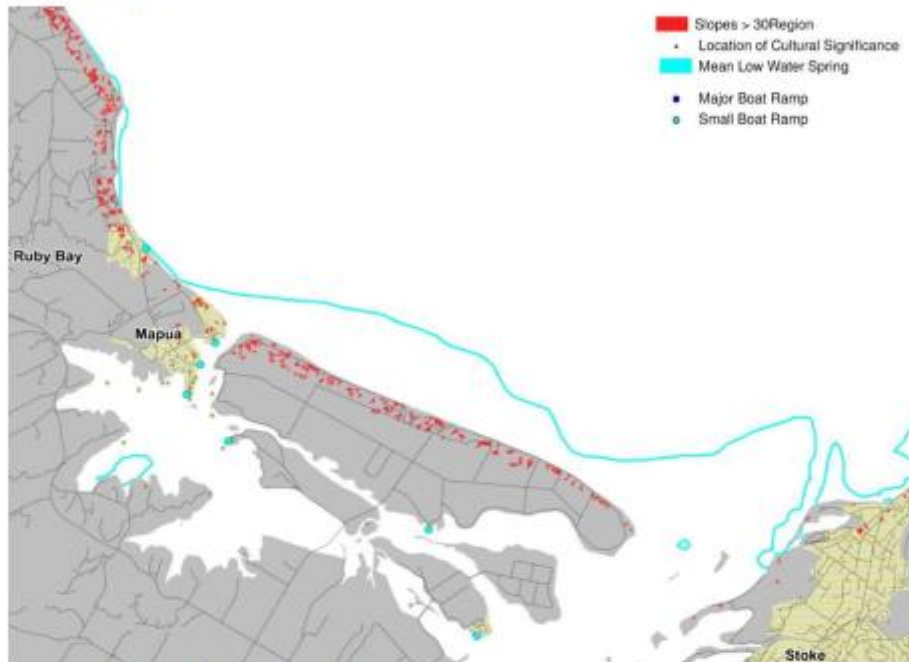 Slopes > 30Region
Location of Cultural Significance
Mean Low Water Spring
Major Boat Ramp
Small Boat Ramp
Ruby Bay
Mapua
Stoke